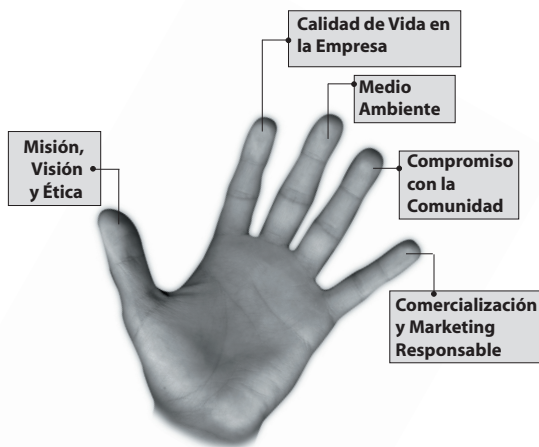 Calidad de Vida en
la Empresa
Medio
Ambiente
Misión,
Visión
y Ética
Compromiso
con la
Comunidad
Comercialización
y Marketing
Responsable